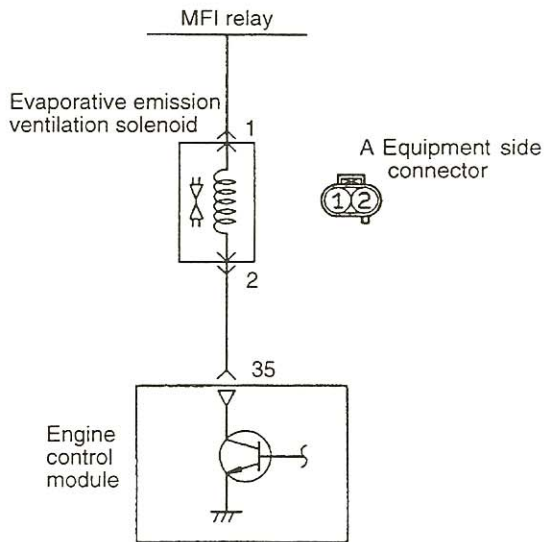 MFI relay
Evaporative emission
ventilation solenoid
1
A Equipment side
connector
1 2
2
35
Engine
control
module